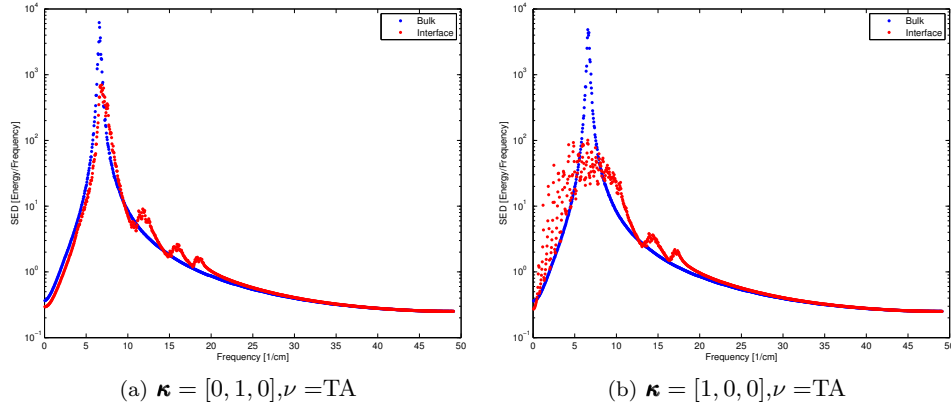 10^4
10^3
10^2
10^1
10^0
10^-1
SED [Energy/Frequency]
0 5 10 15 20 25 30 35 40 45 50
Frequency [1/cm]
Bulk
Interface
(a) κ = [0, 1, 0],ν =TA
10^4
10^3
10^2
10^1
10^0
10^-1
SED [Energy/Frequency]
0 5 10 15 20 25 30 35 40 45 50
Frequency [1/cm]
Bulk
Interface
(b) κ = [1, 0, 0],ν =TA